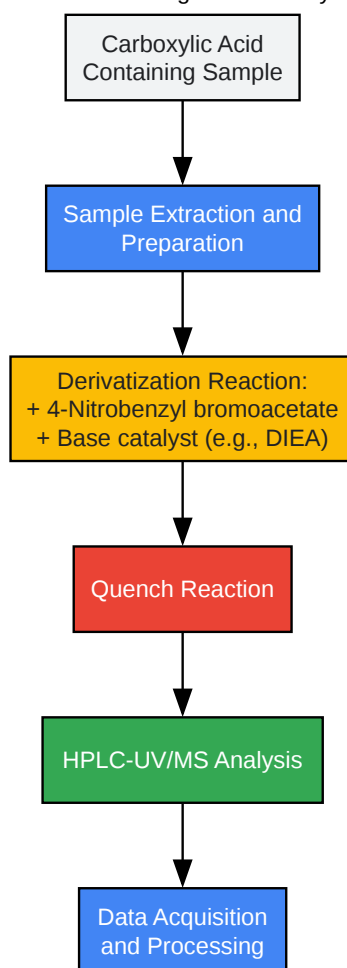 Carboxylic Acid
Containing Sample
Sample Extraction and
Preparation
Derivatization Reaction:
+ 4-Nitrobenzyl bromoacetate
+ Base catalyst (e.g., DIEA)
Quench Reaction
HPLC-UV/MS Analysis
Data Acquisition
and Processing